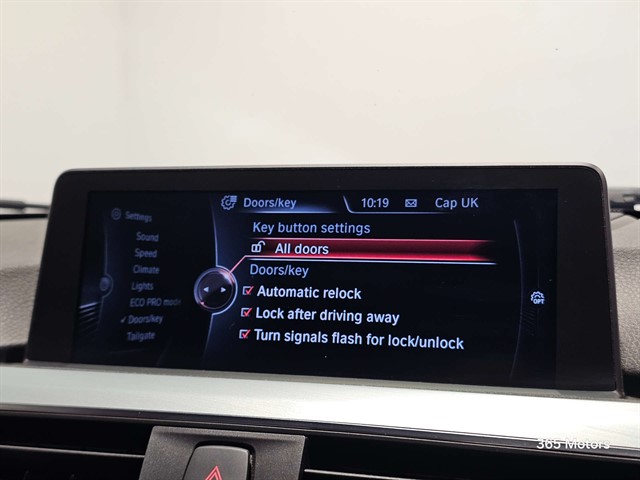 Doors/key
10:19
Cap UK
Settings
Sound
Speed
Climate
Lights
ECO PRO mode
Doors/key
Tailgate
Key button settings
All doors
Doors/key
Automatic relock
Lock after driving away
Turn signals flash for lock/unlock
OPT
365 Motors